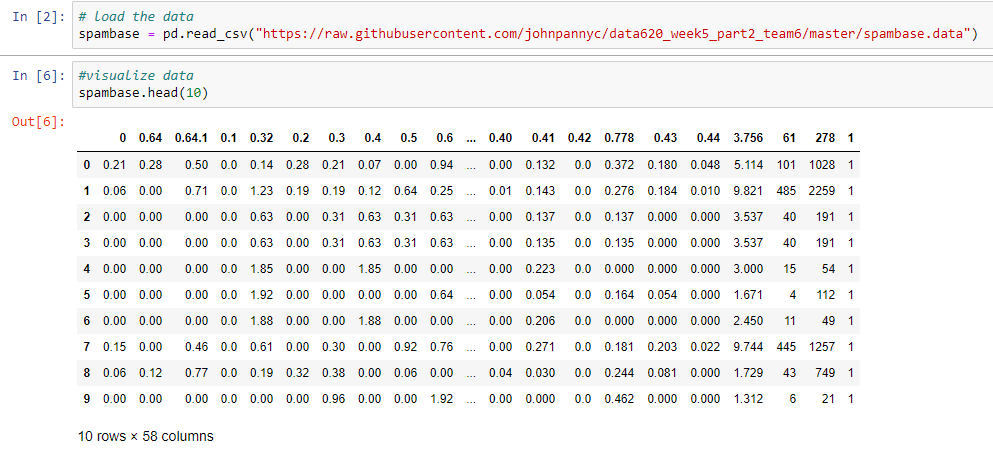 In [2]: # load the data
spambase = pd.read_csv("https://raw.githubusercontent.com/johnpannyc/data620_week5_part2_team6/master/spambase.data")
In [6]: #visualize data
spambase.head(10)
Out[6]:
0 0.64 0.64.1 0.1 0.32 0.2 0.3 0.4 0.5 0.6 ... 0.40 0.41 0.42 0.778 0.43 0.44 3.756 61 278 1
0 0.21 0.28 0.50 0.0 0.14 0.28 0.21 0.07 0.00 0.94 ... 0.00 0.132 0.0 0.372 0.180 0.048 5.114 101 1028 1
1 0.06 0.00 0.71 0.0 1.23 0.19 0.19 0.12 0.64 0.25 ... 0.01 0.143 0.0 0.276 0.184 0.010 9.821 485 2259 1
2 0.00 0.00 0.00 0.0 0.63 0.00 0.31 0.63 0.31 0.63 ... 0.00 0.137 0.0 0.137 0.000 0.000 3.537 40 191 1
3 0.00 0.00 0.00 0.0 0.63 0.00 0.31 0.63 0.31 0.63 ... 0.00 0.135 0.0 0.135 0.000 0.000 3.537 40 191 1
4 0.00 0.00 0.00 0.0 1.85 0.00 0.00 1.85 0.00 0.00 ... 0.00 0.223 0.0 0.000 0.000 0.000 3.000 15 54 1
5 0.00 0.00 0.00 0.0 1.92 0.00 0.00 0.00 0.00 0.64 ... 0.00 0.054 0.0 0.164 0.054 0.000 1.671 4 112 1
6 0.00 0.00 0.00 0.0 1.88 0.00 0.00 1.88 0.00 0.00 ... 0.00 0.206 0.0 0.000 0.000 0.000 2.450 11 49 1
7 0.15 0.00 0.46 0.0 0.61 0.00 0.30 0.00 0.92 0.76 ... 0.00 0.271 0.0 0.181 0.203 0.022 9.744 445 1257 1
8 0.06 0.12 0.77 0.0 0.19 0.32 0.38 0.00 0.06 0.00 ... 0.04 0.030 0.0 0.244 0.081 0.000 1.729 43 749 1
9 0.00 0.00 0.00 0.0 0.00 0.00 0.96 0.00 0.00 1.92 ... 0.00 0.000 0.0 0.462 0.000 0.000 1.312 6 21 1
10 rows × 58 columns